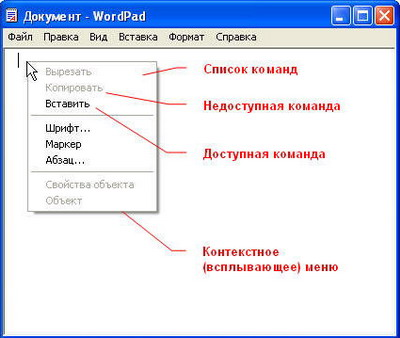 Документ - WordPad
Файл Правка Вид Вставка Формат Справка
Вырезать
Копировать
Вставить
Шрифт...
Маркер
Абзац...
Свойства объекта
Объект
Список команд
Недоступная команда
Доступная команда
Контекстное
(всплывающее) меню